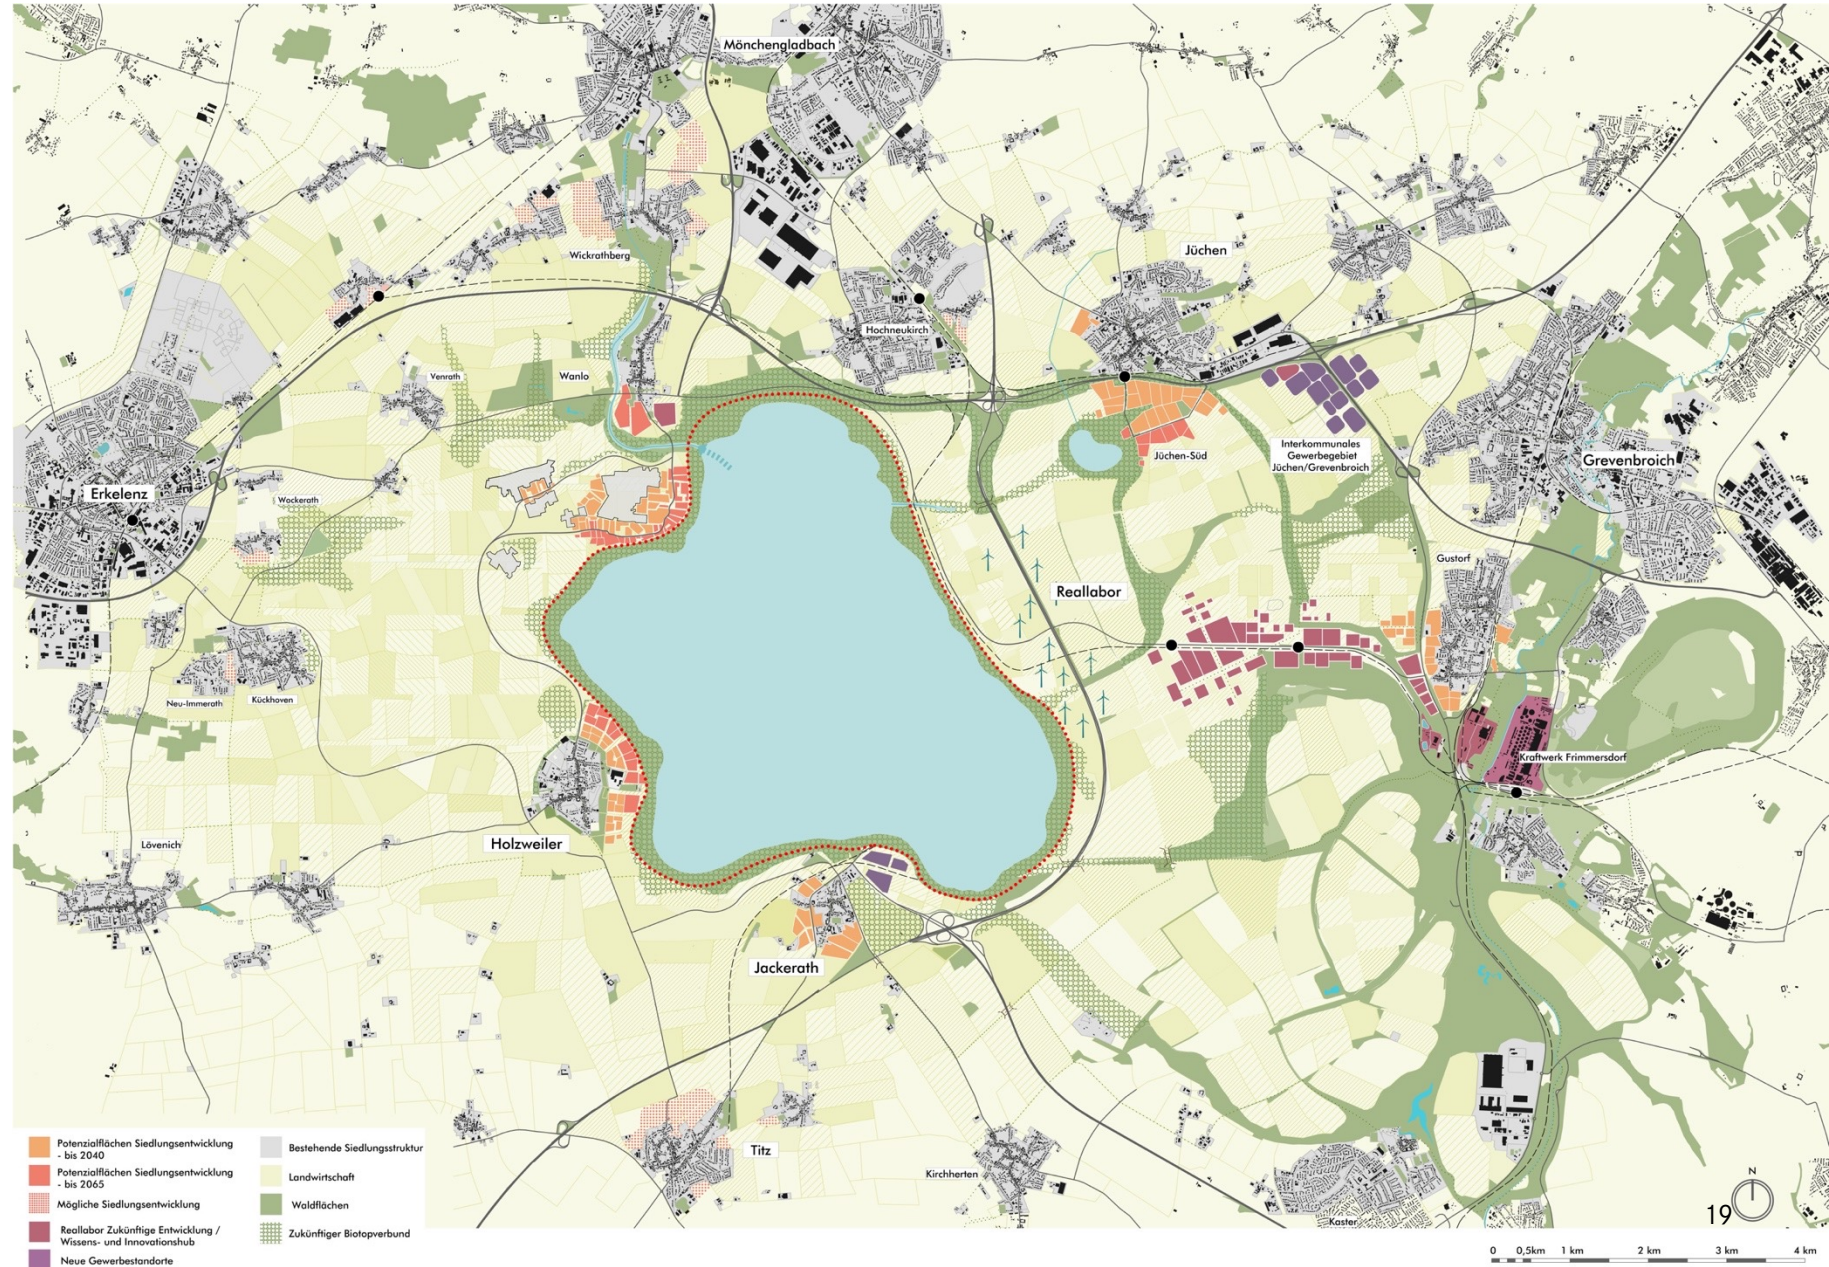 Mönchengladbach
Jüchen
Wickrathberg
Hochneukirch
Venrath
Wanlo
Jüchen-Süd
Interkommunales
Gewerbegebiet
Jüchen/Grevenbroich
Grevenbroich
Erkelenz
Wockerath
Gustorf
Reallabor
Neu-Immerath
Kückhoven
Kraftwerk Frimmersdorf
Holzweiler
Lövenich
Jackerath
Titz
Kirchherten
Kaster
Potenzialflächen Siedlungsentwicklung
- bis 2040
Potenzialflächen Siedlungsentwicklung
- bis 2065
Mögliche Siedlungsentwicklung
Reallabor Zukünftige Entwicklung /
Wissens- und Innovationshub
Neue Gewerbestandorte
Bestehende Siedlungsstruktur
Landwirtschaft
Waldflächen
Zukünftiger Biotopverbund
N
19
0 0,5km 1 km 2 km 3 km 4 km